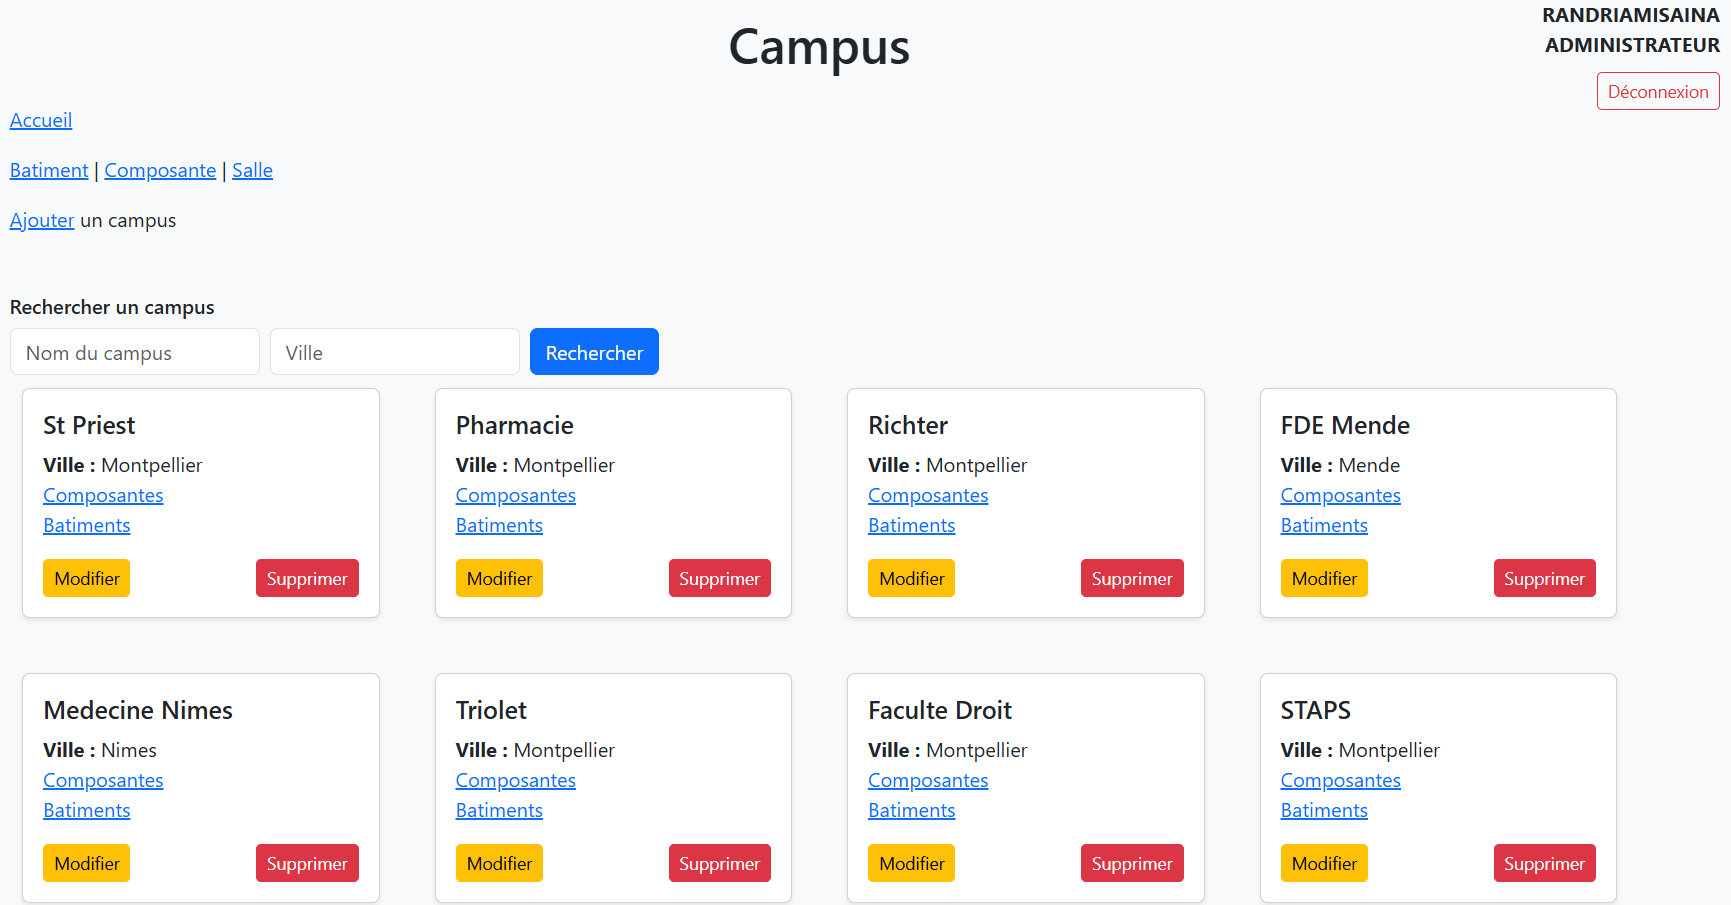 Campus
RANDRIAMISAINA
ADMINISTRATEUR
Déconnexion
Accueil
Batiment | Composante | Salle
Ajouter un campus
Rechercher un campus
Nom du campus Ville Rechercher
St Priest
Ville : Montpellier
Composantes
Batiments
Modifier Supprimer
Pharmacie
Ville : Montpellier
Composantes
Batiments
Modifier Supprimer
Richter
Ville : Montpellier
Composantes
Batiments
Modifier Supprimer
FDE Mende
Ville : Mende
Composantes
Batiments
Modifier Supprimer
Medecine Nimes
Ville : Nimes
Composantes
Batiments
Modifier Supprimer
Triolet
Ville : Montpellier
Composantes
Batiments
Modifier Supprimer
Faculte Droit
Ville : Montpellier
Composantes
Batiments
Modifier Supprimer
STAPS
Ville : Montpellier
Composantes
Batiments
Modifier Supprimer